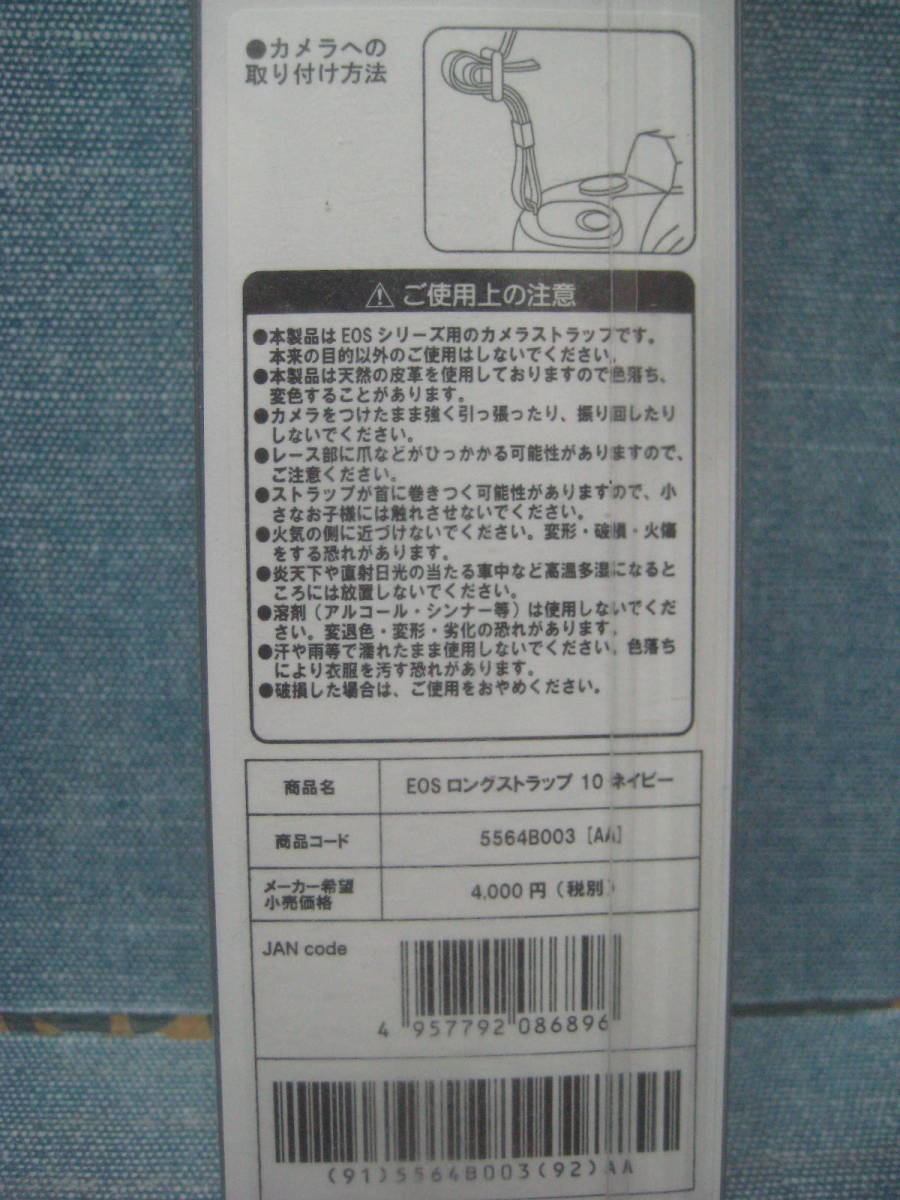 ●カメラへの
取り付け方法
⚠ご使用上の注意
●本製品はEOSシリーズ用のカメラストラップです。
本来の目的以外のご使用はしないでください。
●本製品は天然の皮革を使用しておりますので色落ち、
変色することがあります。
●カメラをつけたまま強く引っ張ったり、振り回したり
しないでください。
●レース部に爪などがひっかかる可能性がありますので、
ご注意ください。
●ストラップが首に巻きつく可能性がありますので、小
さなお子様には触れさせないでください。
●火気の側に近づけないでください。変形・破損・火傷
をする恐れがあります。
●炎天下や直射日光の当たる車中など高温多湿になると
ころには放置しないでください。
●溶剤（アルコール・シンナー等）は使用しないでくだ
さい。変退色・変形・劣化の恐れがあります。
●汗や雨等で濡れたまま使用しないでください。色落ち
により衣服を汚す恐れがあります。
●破損した場合は、ご使用をおやめください。
商品名 EOS ロングストラップ 10 ネイビー
商品コード 5564B003 [AA]
メーカー希望
小売価格 4,000円（税別）
JAN code
4 957792 086896
(91)5564B003(92)AA